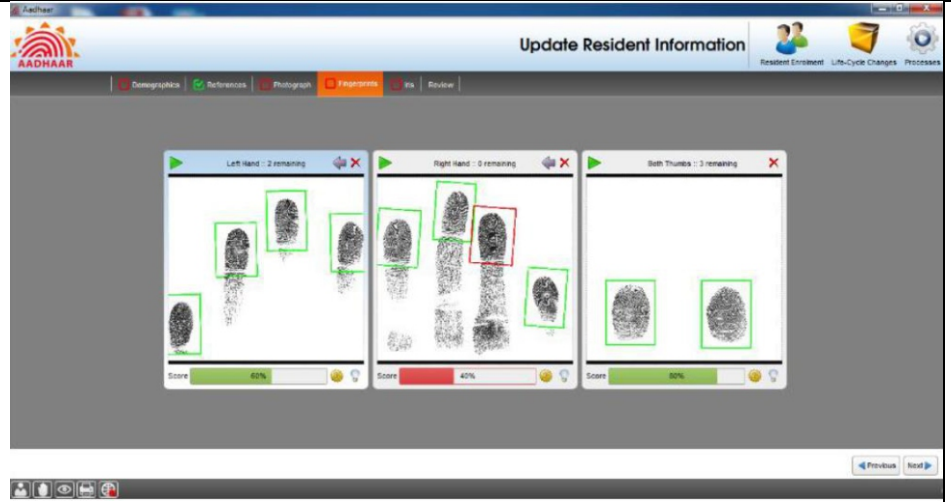 Aadhaar
AADHAAR
Update Resident Information
Resident Enrolment Life-Cycle Changes Processes
Demographics References Photograph Fingerprints Iris Review
Left Hand :: 2 remaining
Right Hand :: 0 remaining
Both Thumbs :: 3 remaining
Score 60%
Score 40%
Score 80%
Previous Next